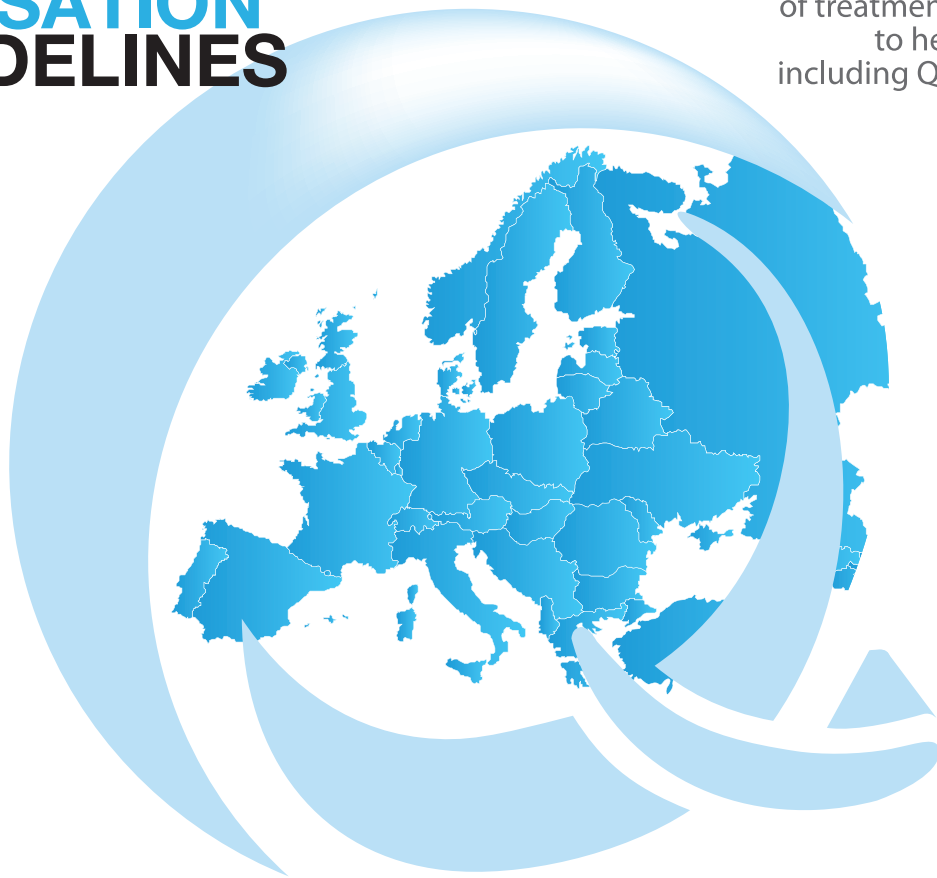 SATION
DELINES
of treatmen
to he
including Q